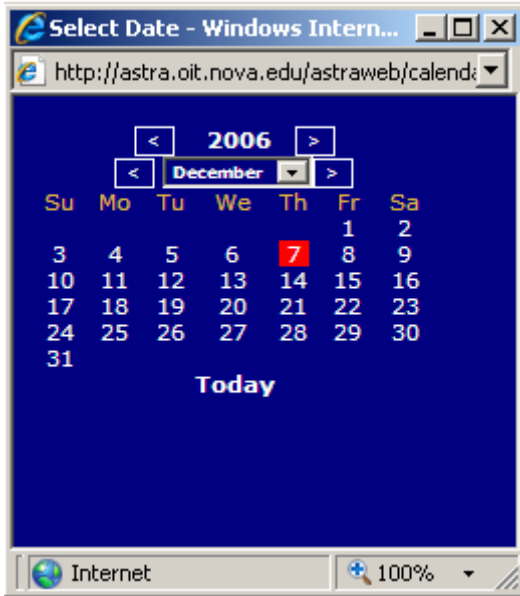 Select Date - Windows Intern...
http://astra.oit.nova.edu/astraweb/calenda
< 2006 >
< December >
Su Mo Tu We Th Fr Sa
1 2
3 4 5 6 7 8 9
10 11 12 13 14 15 16
17 18 19 20 21 22 23
24 25 26 27 28 29 30
31
Today
Internet 100%